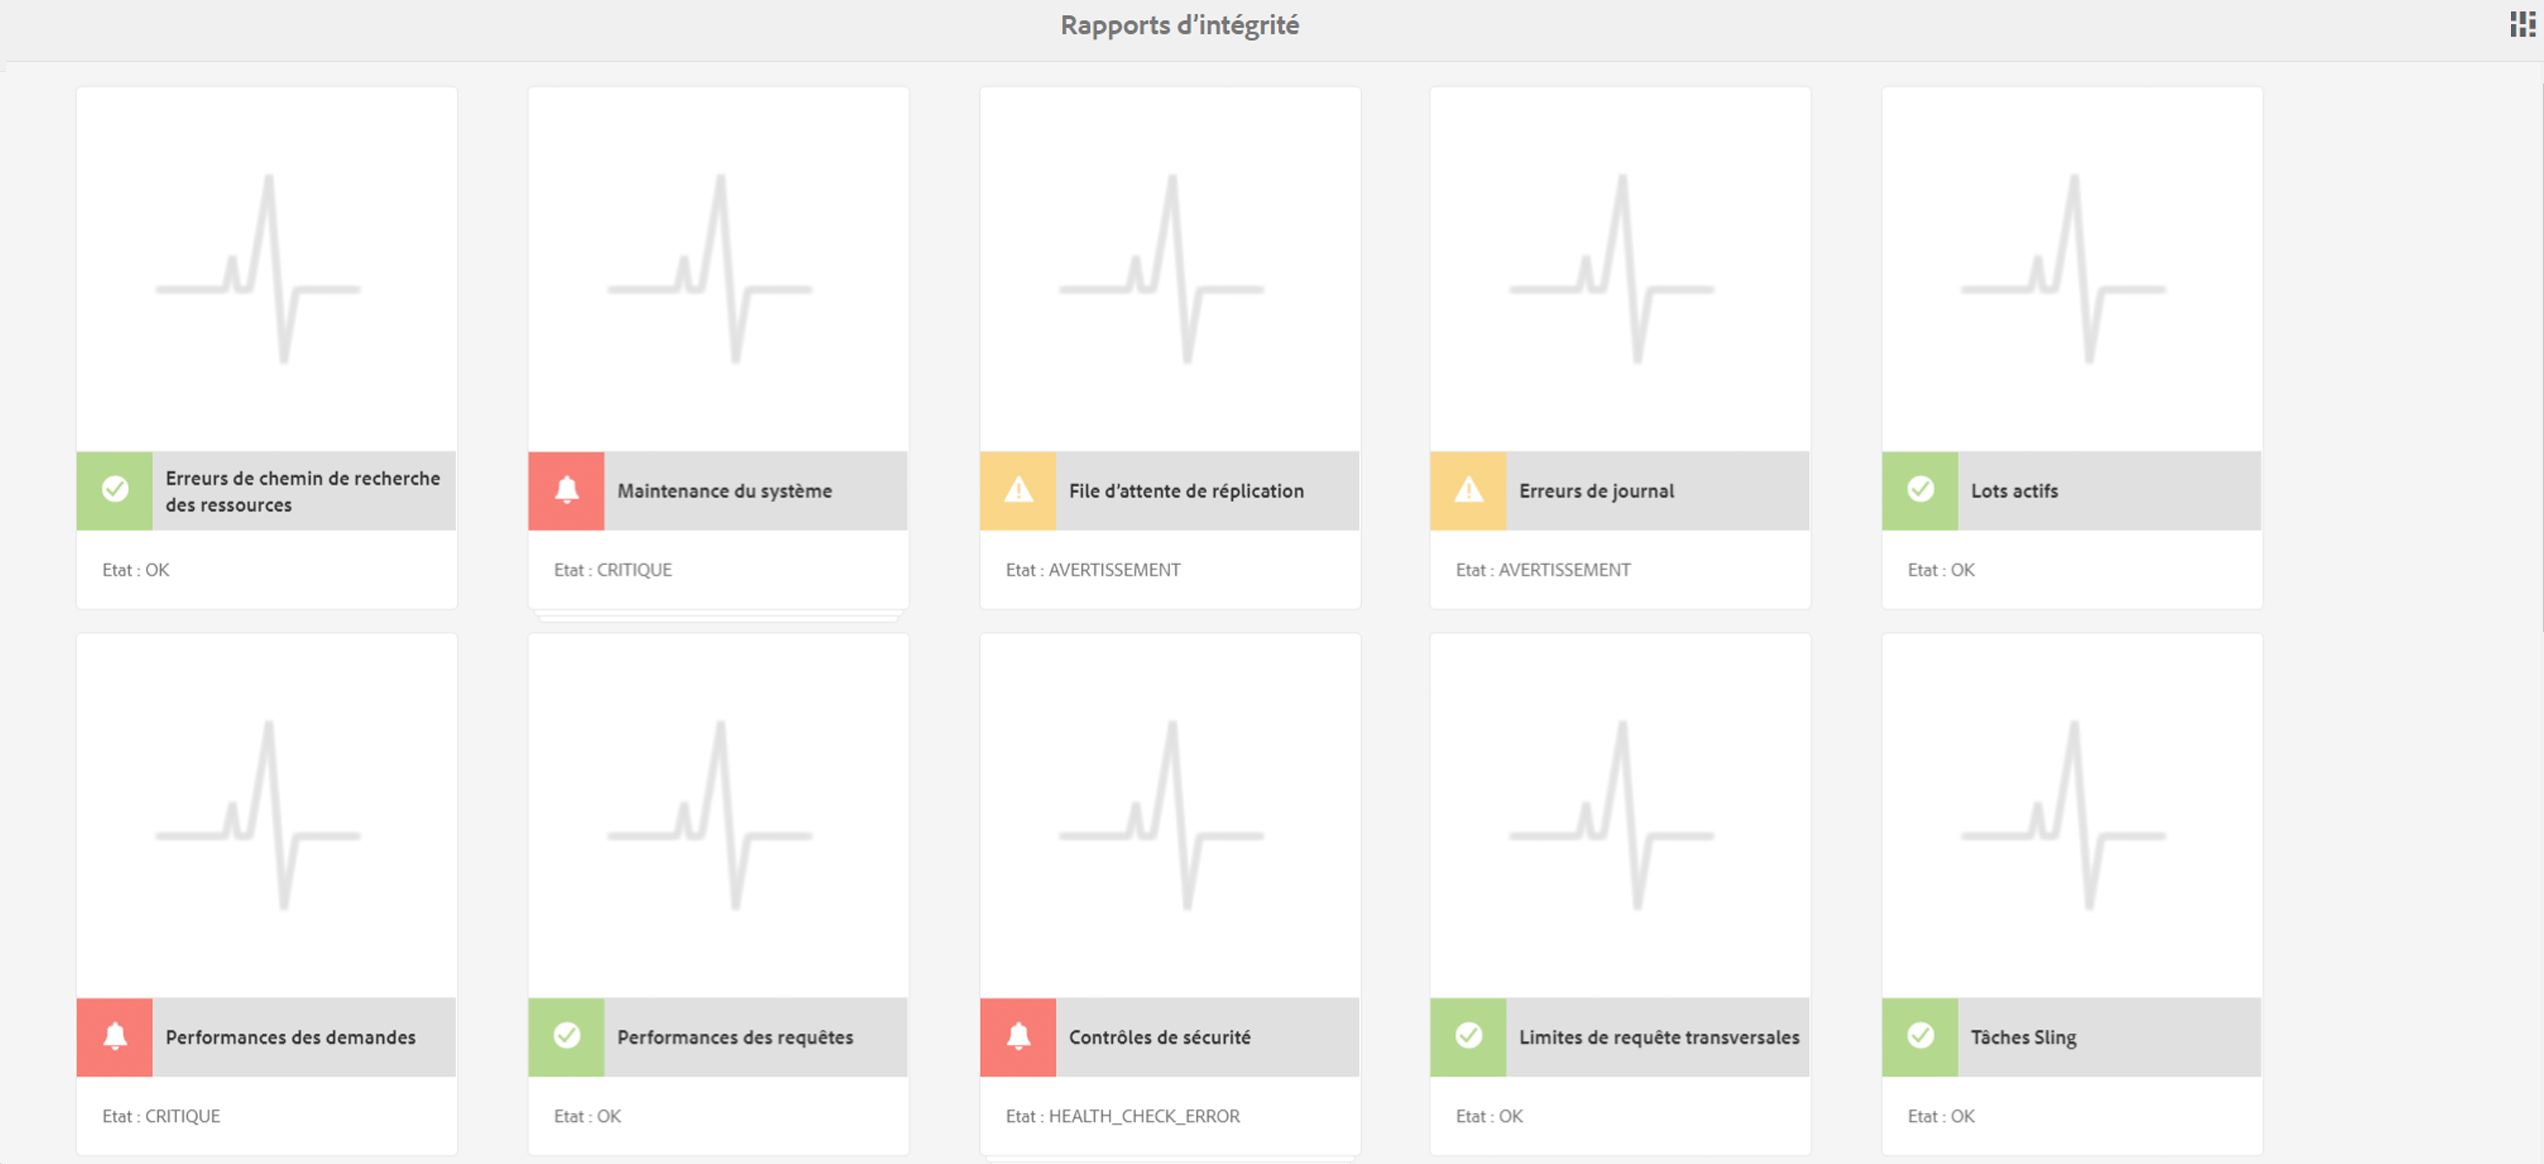 Rapports d’intégrité
Erreurs de chemin de recherche
des ressources
Etat : OK
Maintenance du système
Etat : CRITIQUE
File d’attente de réplication
Etat : AVERTISSEMENT
Erreurs de journal
Etat : AVERTISSEMENT
Lots actifs
Etat : OK
Performances des demandes
Etat : CRITIQUE
Performances des requêtes
Etat : OK
Contrôles de sécurité
Etat : HEALTH_CHECK_ERROR
Limites de requête transversales
Etat : OK
Tâches Sling
Etat : OK